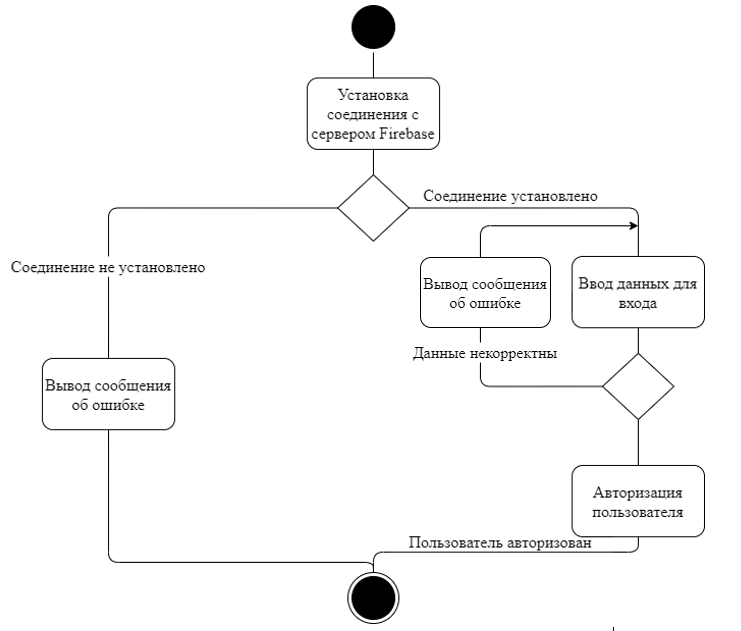 Установка
соединения с
сервером Firebase
Соединение установлено
Соединение не установлено
Вывод сообщения
об ошибке
Ввод данных для
входа
Данные некорректны
Вывод сообщения
об ошибке
Авторизация
пользователя
Пользователь авторизован